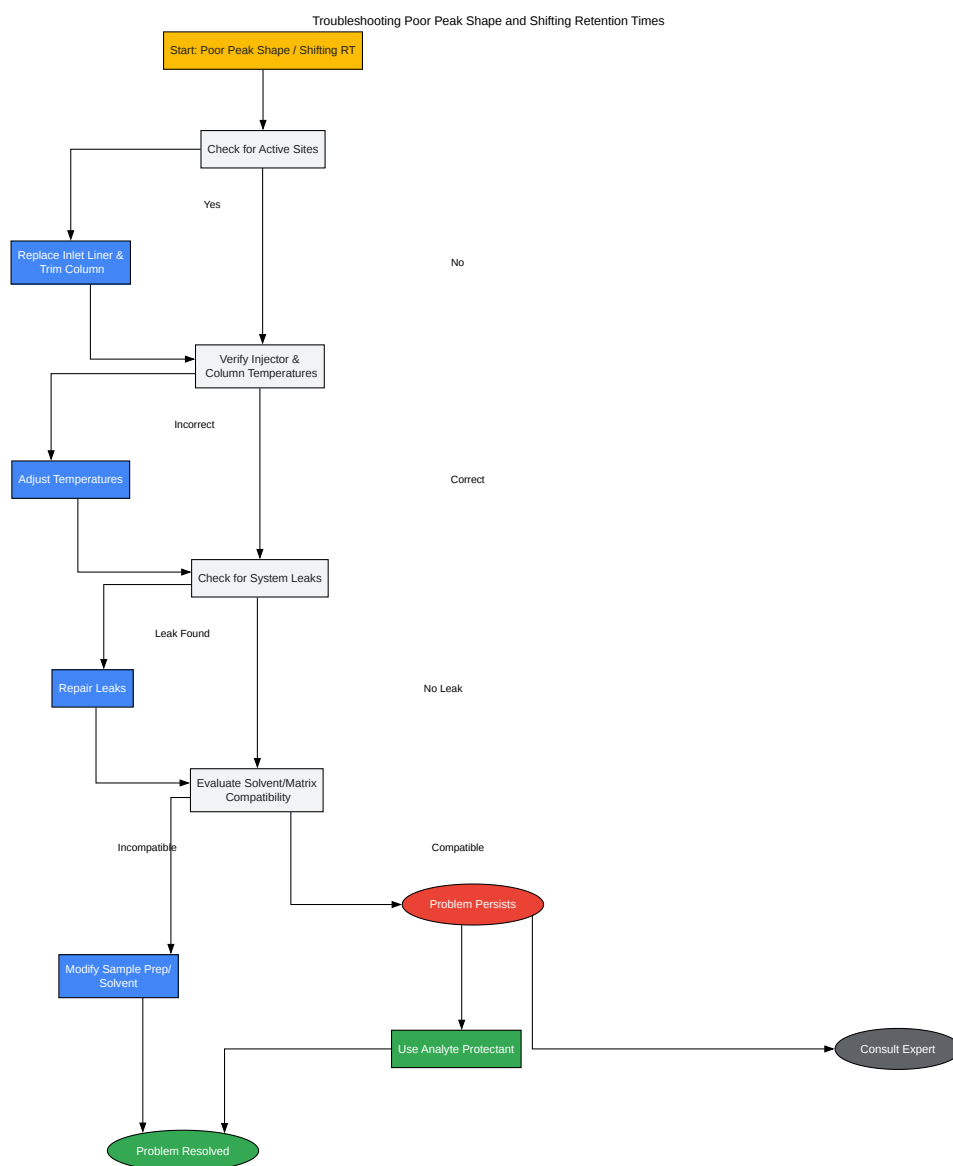 Troubleshooting Poor Peak Shape and Shifting Retention Times
Start: Poor Peak Shape / Shifting RT
Check for Active Sites
Yes
Replace Inlet Liner &
Trim Column
No
Verify Injector &
Column Temperatures
Incorrect
Adjust Temperatures
Correct
Check for System Leaks
Leak Found
Repair Leaks
No Leak
Evaluate Solvent/Matrix
Compatibility
Incompatible
Compatible
Problem Persists
Modify Sample Prep/
Solvent
Use Analyte Protectant
Consult Expert
Problem Resolved